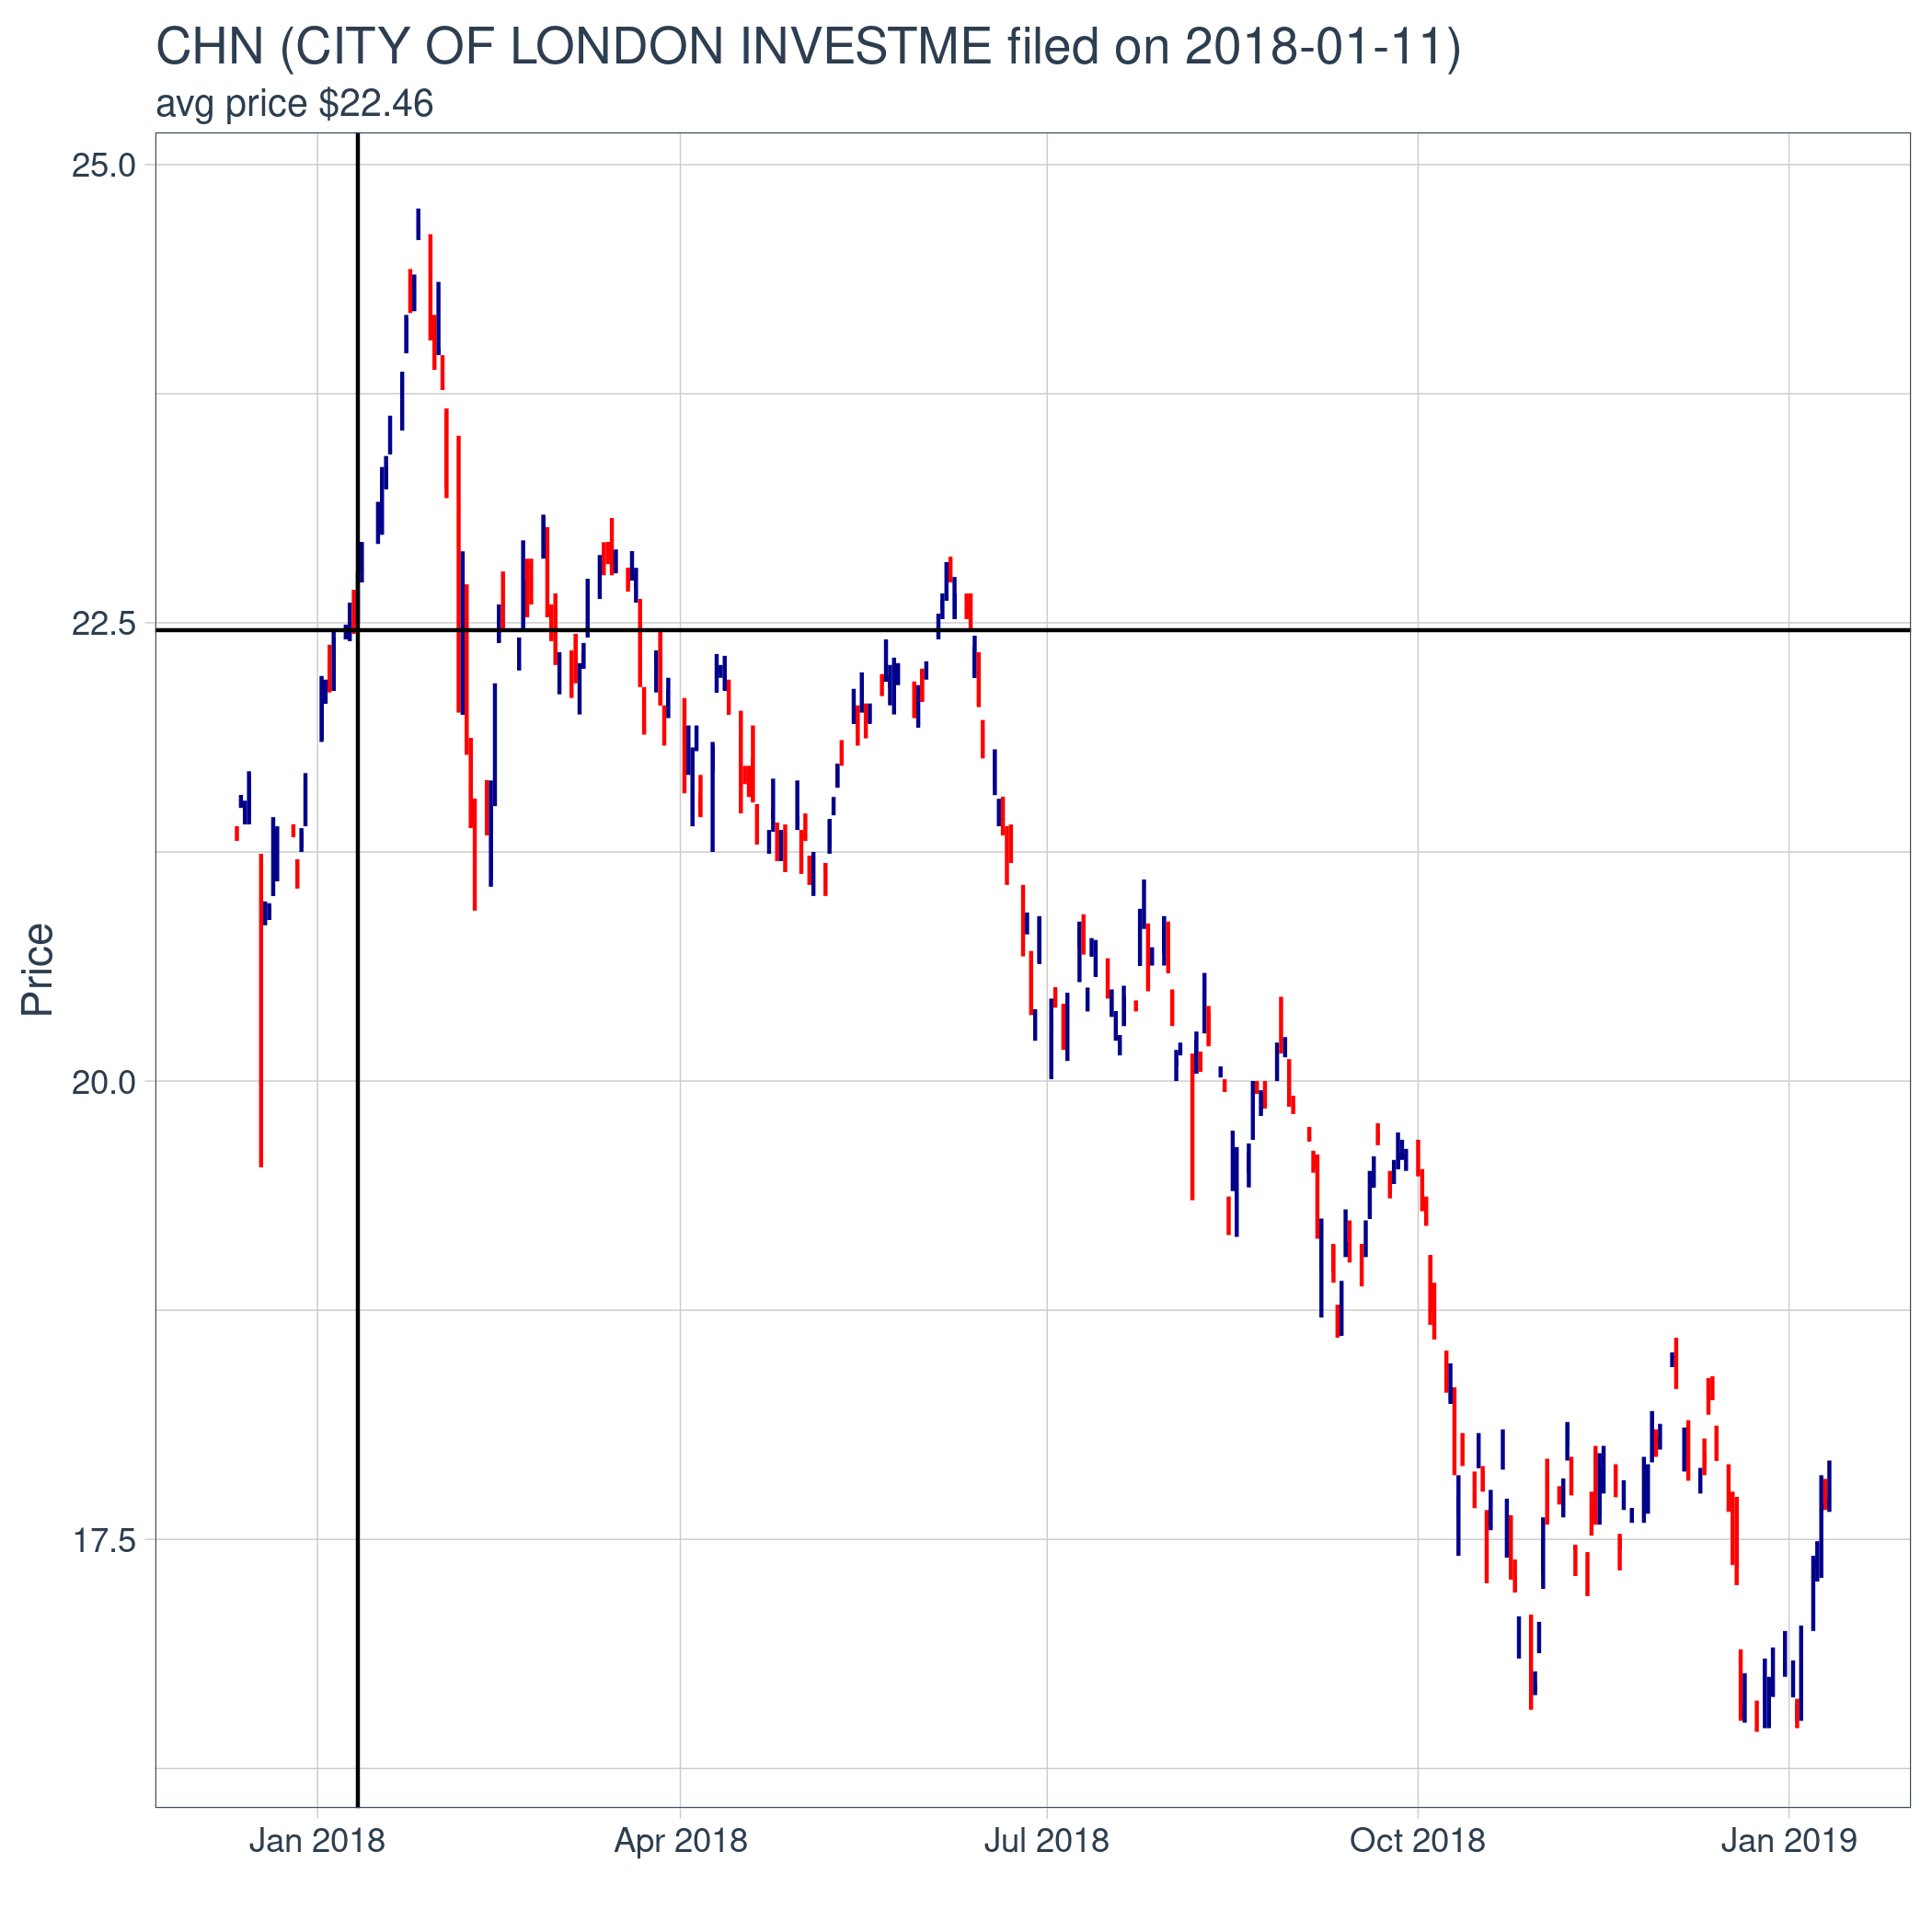 CHN (CITY OF LONDON INVESTME filed on 2018-01-11)
avg price $22.46
25.0
22.5
20.0
17.5
Price
Jan 2018 Apr 2018 Jul 2018 Oct 2018 Jan 2019